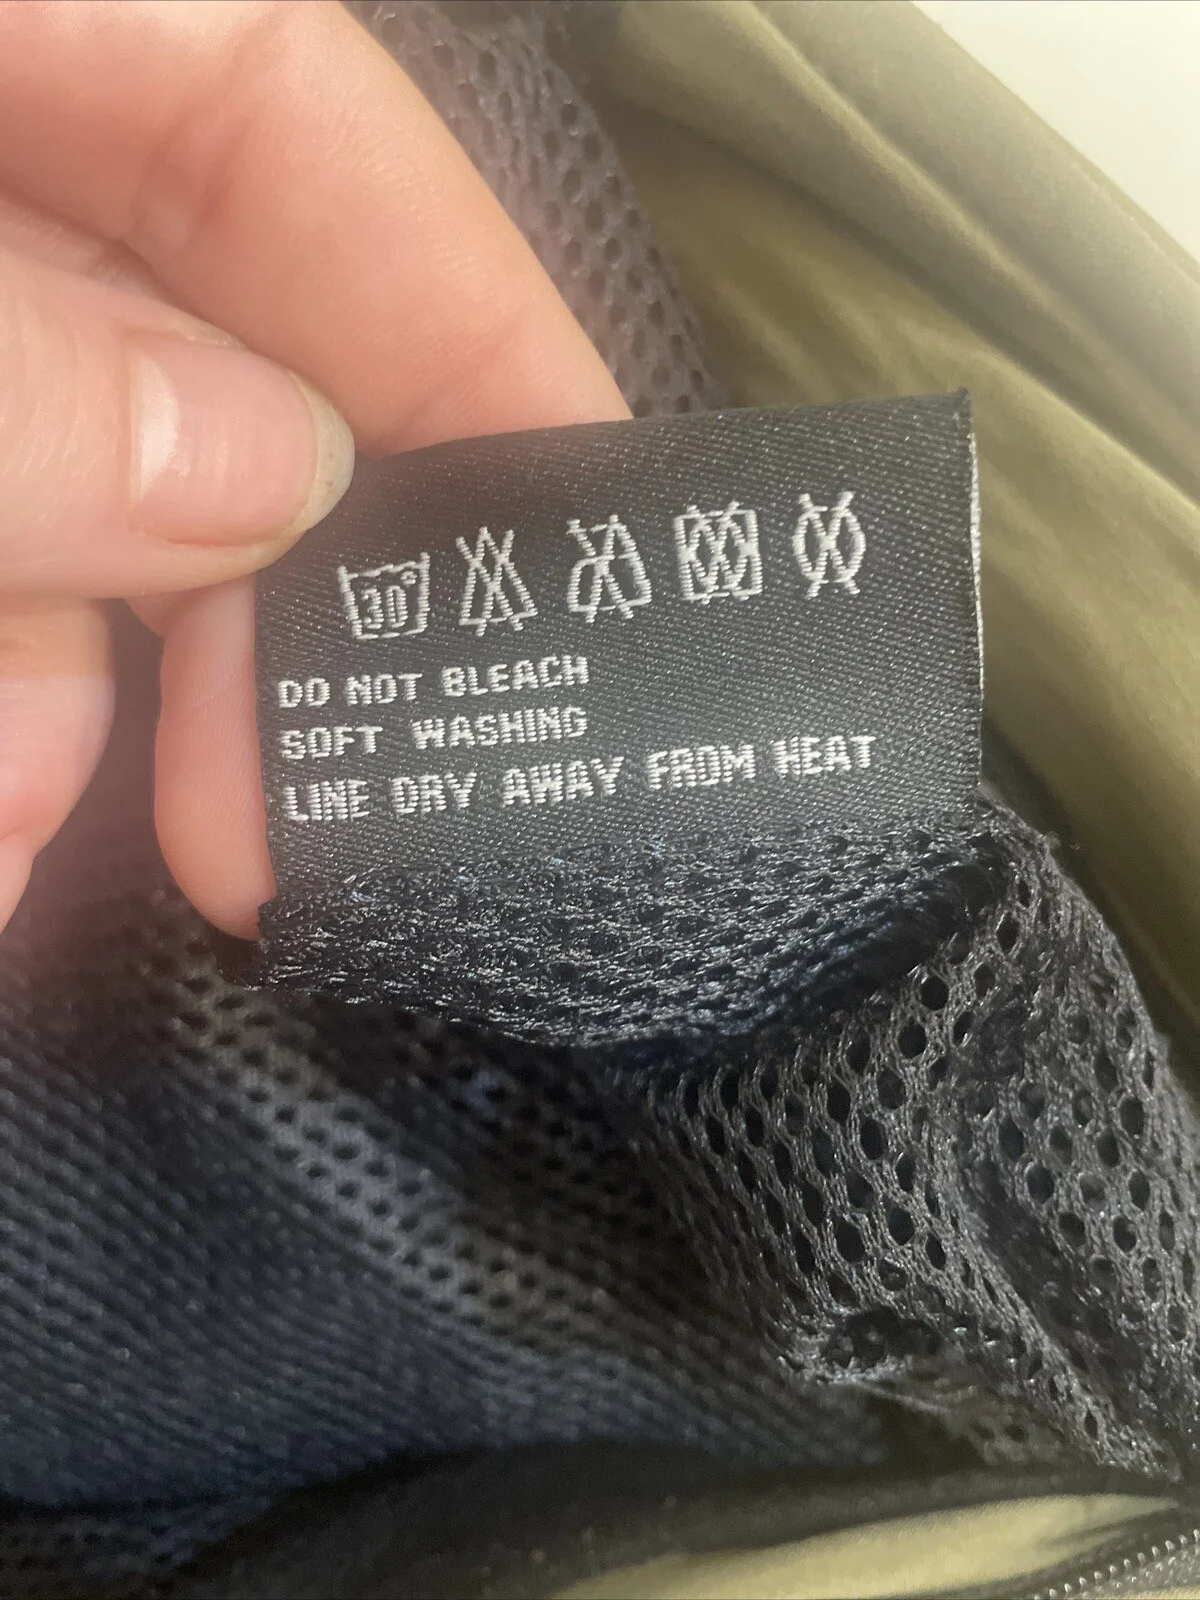 30°
DO NOT BLEACH
SOFT WASHING
LINE DRY AWAY FROM HEAT